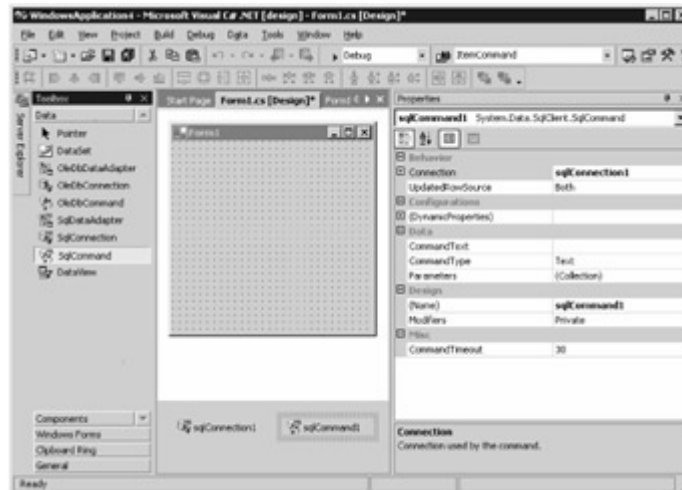 WindowsApplication4 - Microsoft Visual C# .NET [design] - Form1.cs [Design]*
File Edit View Project Build Debug Data Tools Window Help
Debug ItemCommand
Server Explorer
Toolbox
Data
Pointer
DataSet
OleDbDataAdapter
OleDbConnection
OleDbCommand
SqlDataAdapter
SqlConnection
SqlCommand
DataView
Components
Windows Forms
Clipboard Ring
General
Start Page Form1.cs [Design]* Form1
Form1
sqlConnection1 sqlCommand1
Properties
sqlCommand1 System.Data.SqlClient.SqlCommand
Behavior
Connection sqlConnection1
UpdatedRowSource Both
Configurations
(DynamicProperties)
Data
CommandText
CommandType Text
Parameters (Collection)
Design
(Name) sqlCommand1
Modifiers Private
Misc
CommandTimeout 30
Connection
Connection used by the command.
Ready